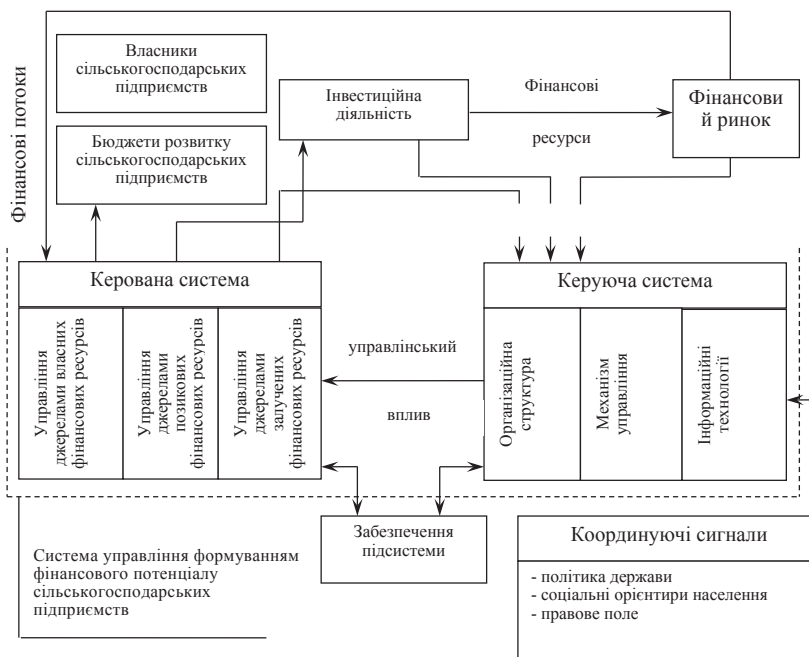 Фінансові потоки
Власники
сільськогосподарських
підприємств
Бюджети розвитку
сільськогосподарських
підприємств
Інвестиційна
діяльність
Фінансові
ресурси
Фінансови
й ринок
Керована система
Управління
джерелами власних
фінансових ресурсів
Управління
джерелами
позикових
фінансових ресурсів
Управління
джерелами
залучених
фінансових ресурсів
управлінський
вплив
Керуюча система
Організаційна
структура
Механізм
управління
Інформаційні
технології
Забезпечення
підсистеми
Система управління формуванням
фінансового потенціалу
сільськогосподарських
підприємств
Координуючі сигнали
- політика держави
- соціальні орієнтири населення
- правове поле